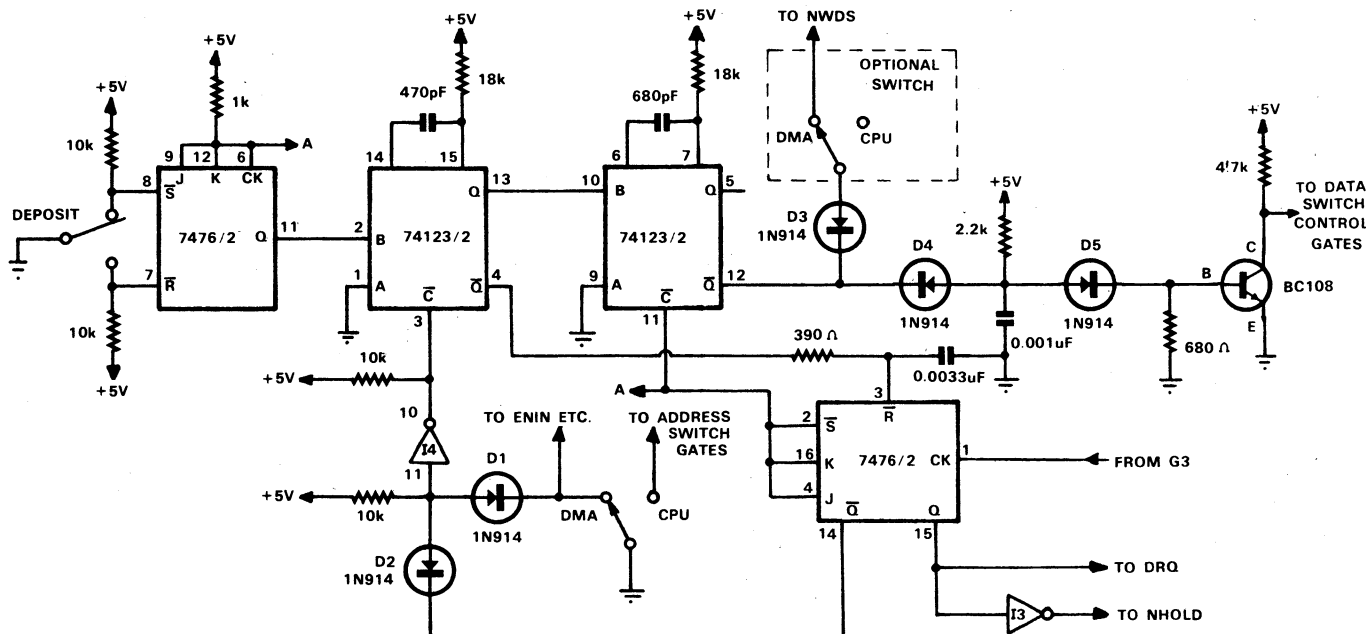 +5V
+5V
+5V
TO NWDS
+5V
+5V
+5V
+5V
10k
1k
470pF
18k
680pF
18k
OPTIONAL
SWITCH
DMA
CPU
A
9 12 6
J K CK
8
S
DEPOSIT
7476/2
Q
11
7
R
10k
+5V
14 15
Q
13
2
B
74123/2
1
A
C
Q
4
3
6 7
10
B
Q
5
74123/2
9
A
C
Q
12
11
D3
1N914
D4
1N914
2.2k
D5
1N914
4.7k
TO DATA
SWITCH
CONTROL
GATES
C
B
BC108
E
0.001uF
680 Ω
390 Ω
0.0033uF
10k
+5V
10
I4
11
+5V
10k
D1
1N914
D2
1N914
TO ENIN ETC.
DMA
CPU
TO ADDRESS
SWITCH
GATES
A
3
R
2
S
16
K
7476/2
CK
1
FROM G3
4
J
Q
Q
14
15
TO DRQ
I3
TO NHOLD